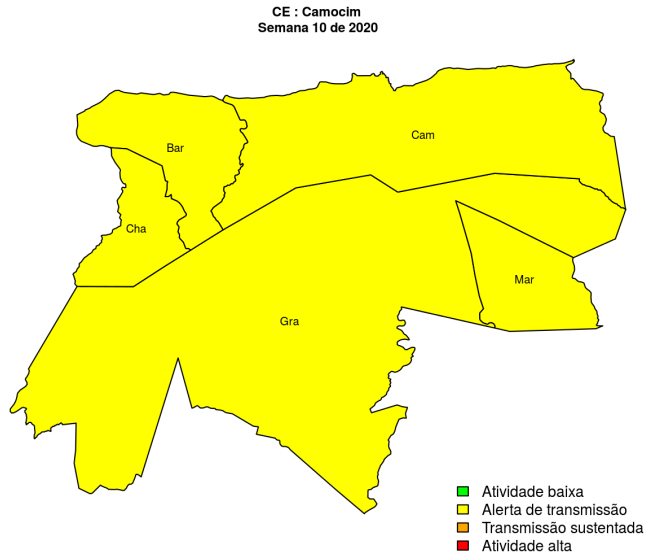 CE : Camocim
Semana 10 de 2020
Cam
Bar
Cha
Mar
Gra
Atividade baixa
Alerta de transmissão
Transmissão sustentada
Atividade alta